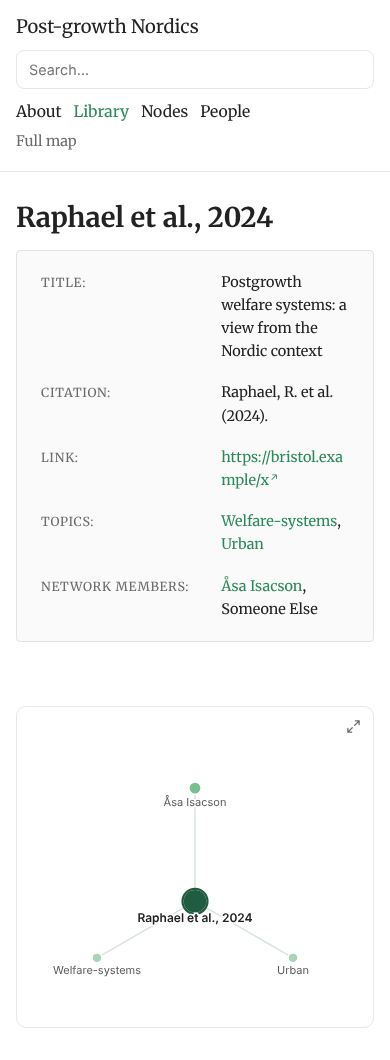 Post-growth Nordics
Search...
About Library Nodes People
Full map
Raphael et al., 2024
TITLE:
Postgrowth
welfare systems: a
view from the
Nordic context
CITATION:
Raphael, R. et al.
(2024).
LINK:
https://bristol.exa
mple/x↗
TOPICS:
Welfare-systems,
Urban
NETWORK MEMBERS:
Åsa Isacson,
Someone Else
Åsa Isacson
Raphael et al., 2024
Welfare-systems
Urban